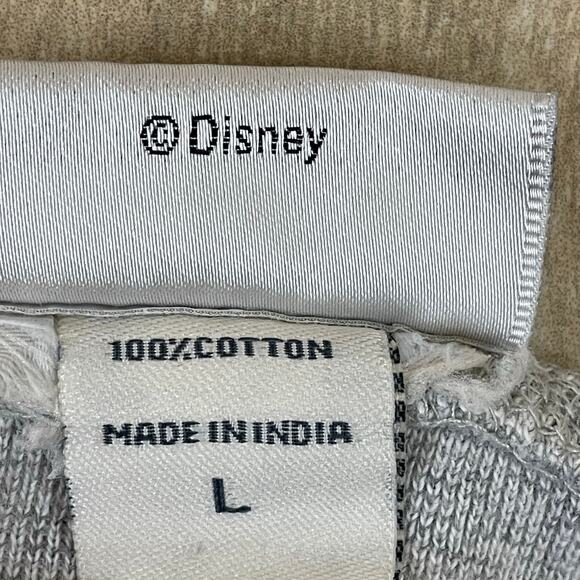 © Disney
100% COTTON
MADE IN INDIA
L